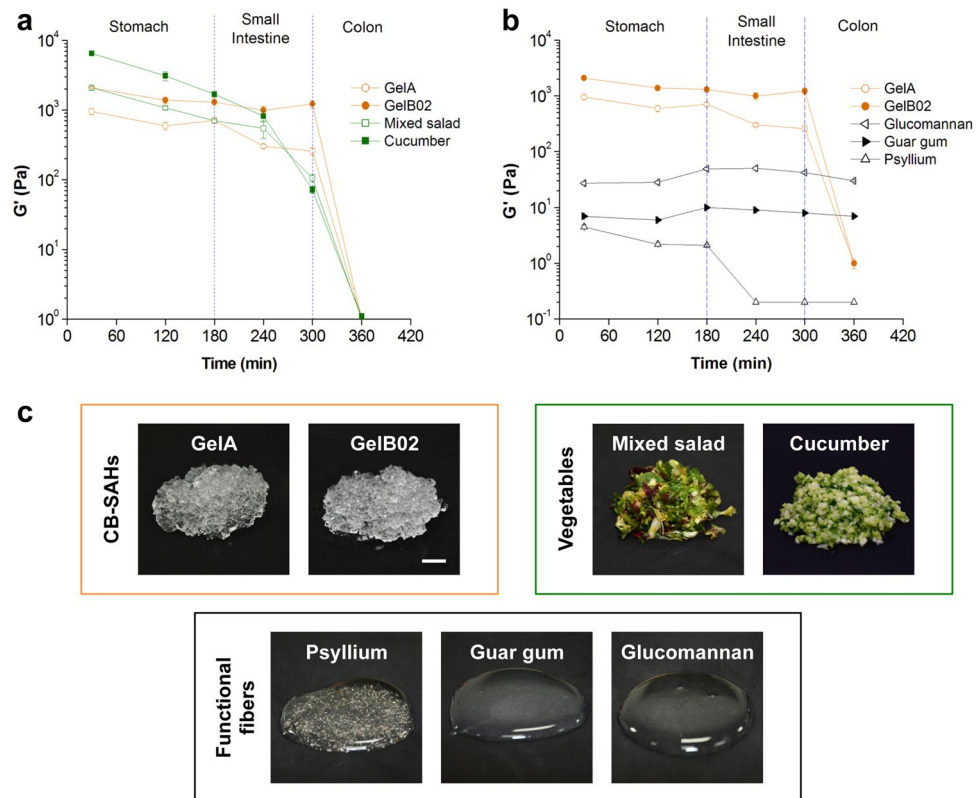 a
Stomach
Small
Intestine
Colon
10⁴
10³
10²
10¹
10⁰
G' (Pa)
0 60 120 180 240 300 360 420
Time (min)
GelA
GelB02
Mixed salad
Cucumber
b
Stomach
Small
Intestine
Colon
10⁴
10³
10²
10¹
10⁰
10⁻¹
G' (Pa)
0 60 120 180 240 300 360 420
Time (min)
GelA
GelB02
Glucomannan
Guar gum
Psyllium
c
CB-SAHs
GelA
GelB02
Vegetables
Mixed salad
Cucumber
Functional
fibers
Psyllium
Guar gum
Glucomannan